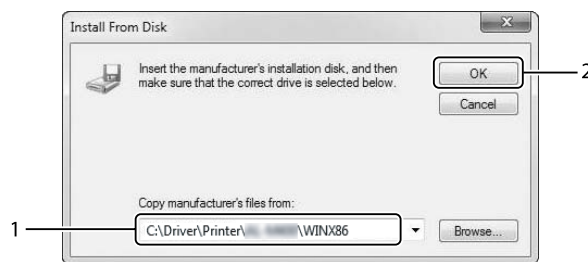 Install From Disk
Insert the manufacturer's installation disk, and then
make sure that the correct drive is selected below.
OK
2
Cancel
Copy manufacturer's files from:
1
C:\Driver\Printer\ \WINX86
Browse...